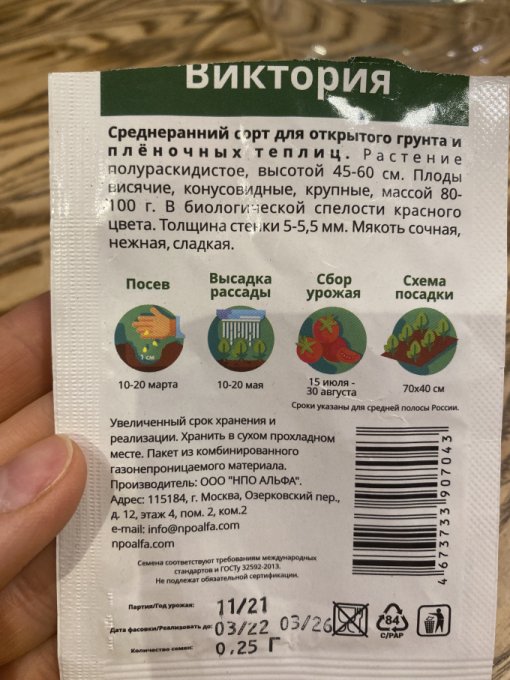 Виктория
Среднеранний сорт для открытого грунта и
плёночных теплиц. Растение
полураскидистое, высотой 45-60 см. Плоды
висячие, конусовидные, крупные, массой 80-
100 г. В биологической спелости красного
цвета. Толщина стенки 5-5,5 мм. Мякоть сочная,
нежная, сладкая.
Посев
Высадка
рассады
Сбор
урожая
Схема
посадки
1 см
10-20 марта
10-20 мая
15 июля -
30 августа
70х40 см
Сроки указаны для средней полосы России.
Увеличенный срок хранения и
реализации. Хранить в сухом прохладном
месте. Пакет из комбинированного
газонепроницаемого материала.
Производитель: ООО "НПО АЛЬФА".
Адрес: 115184, г. Москва, Озерковский пер.,
д. 12, этаж 4, пом. 2, ком.2
e-mail: info@npoalfa.com
npoalfa.com
4673733907043
Семена соответствуют требованиям международных
стандартов и ГОСТу 32592-2013.
Не подлежат обязательной сертификации.
Партия/Год урожая: 11/21
Дата фасовки/Реализовать до: 03/22 03/26
Количество семян: 0,25 Г
84
C/PAP